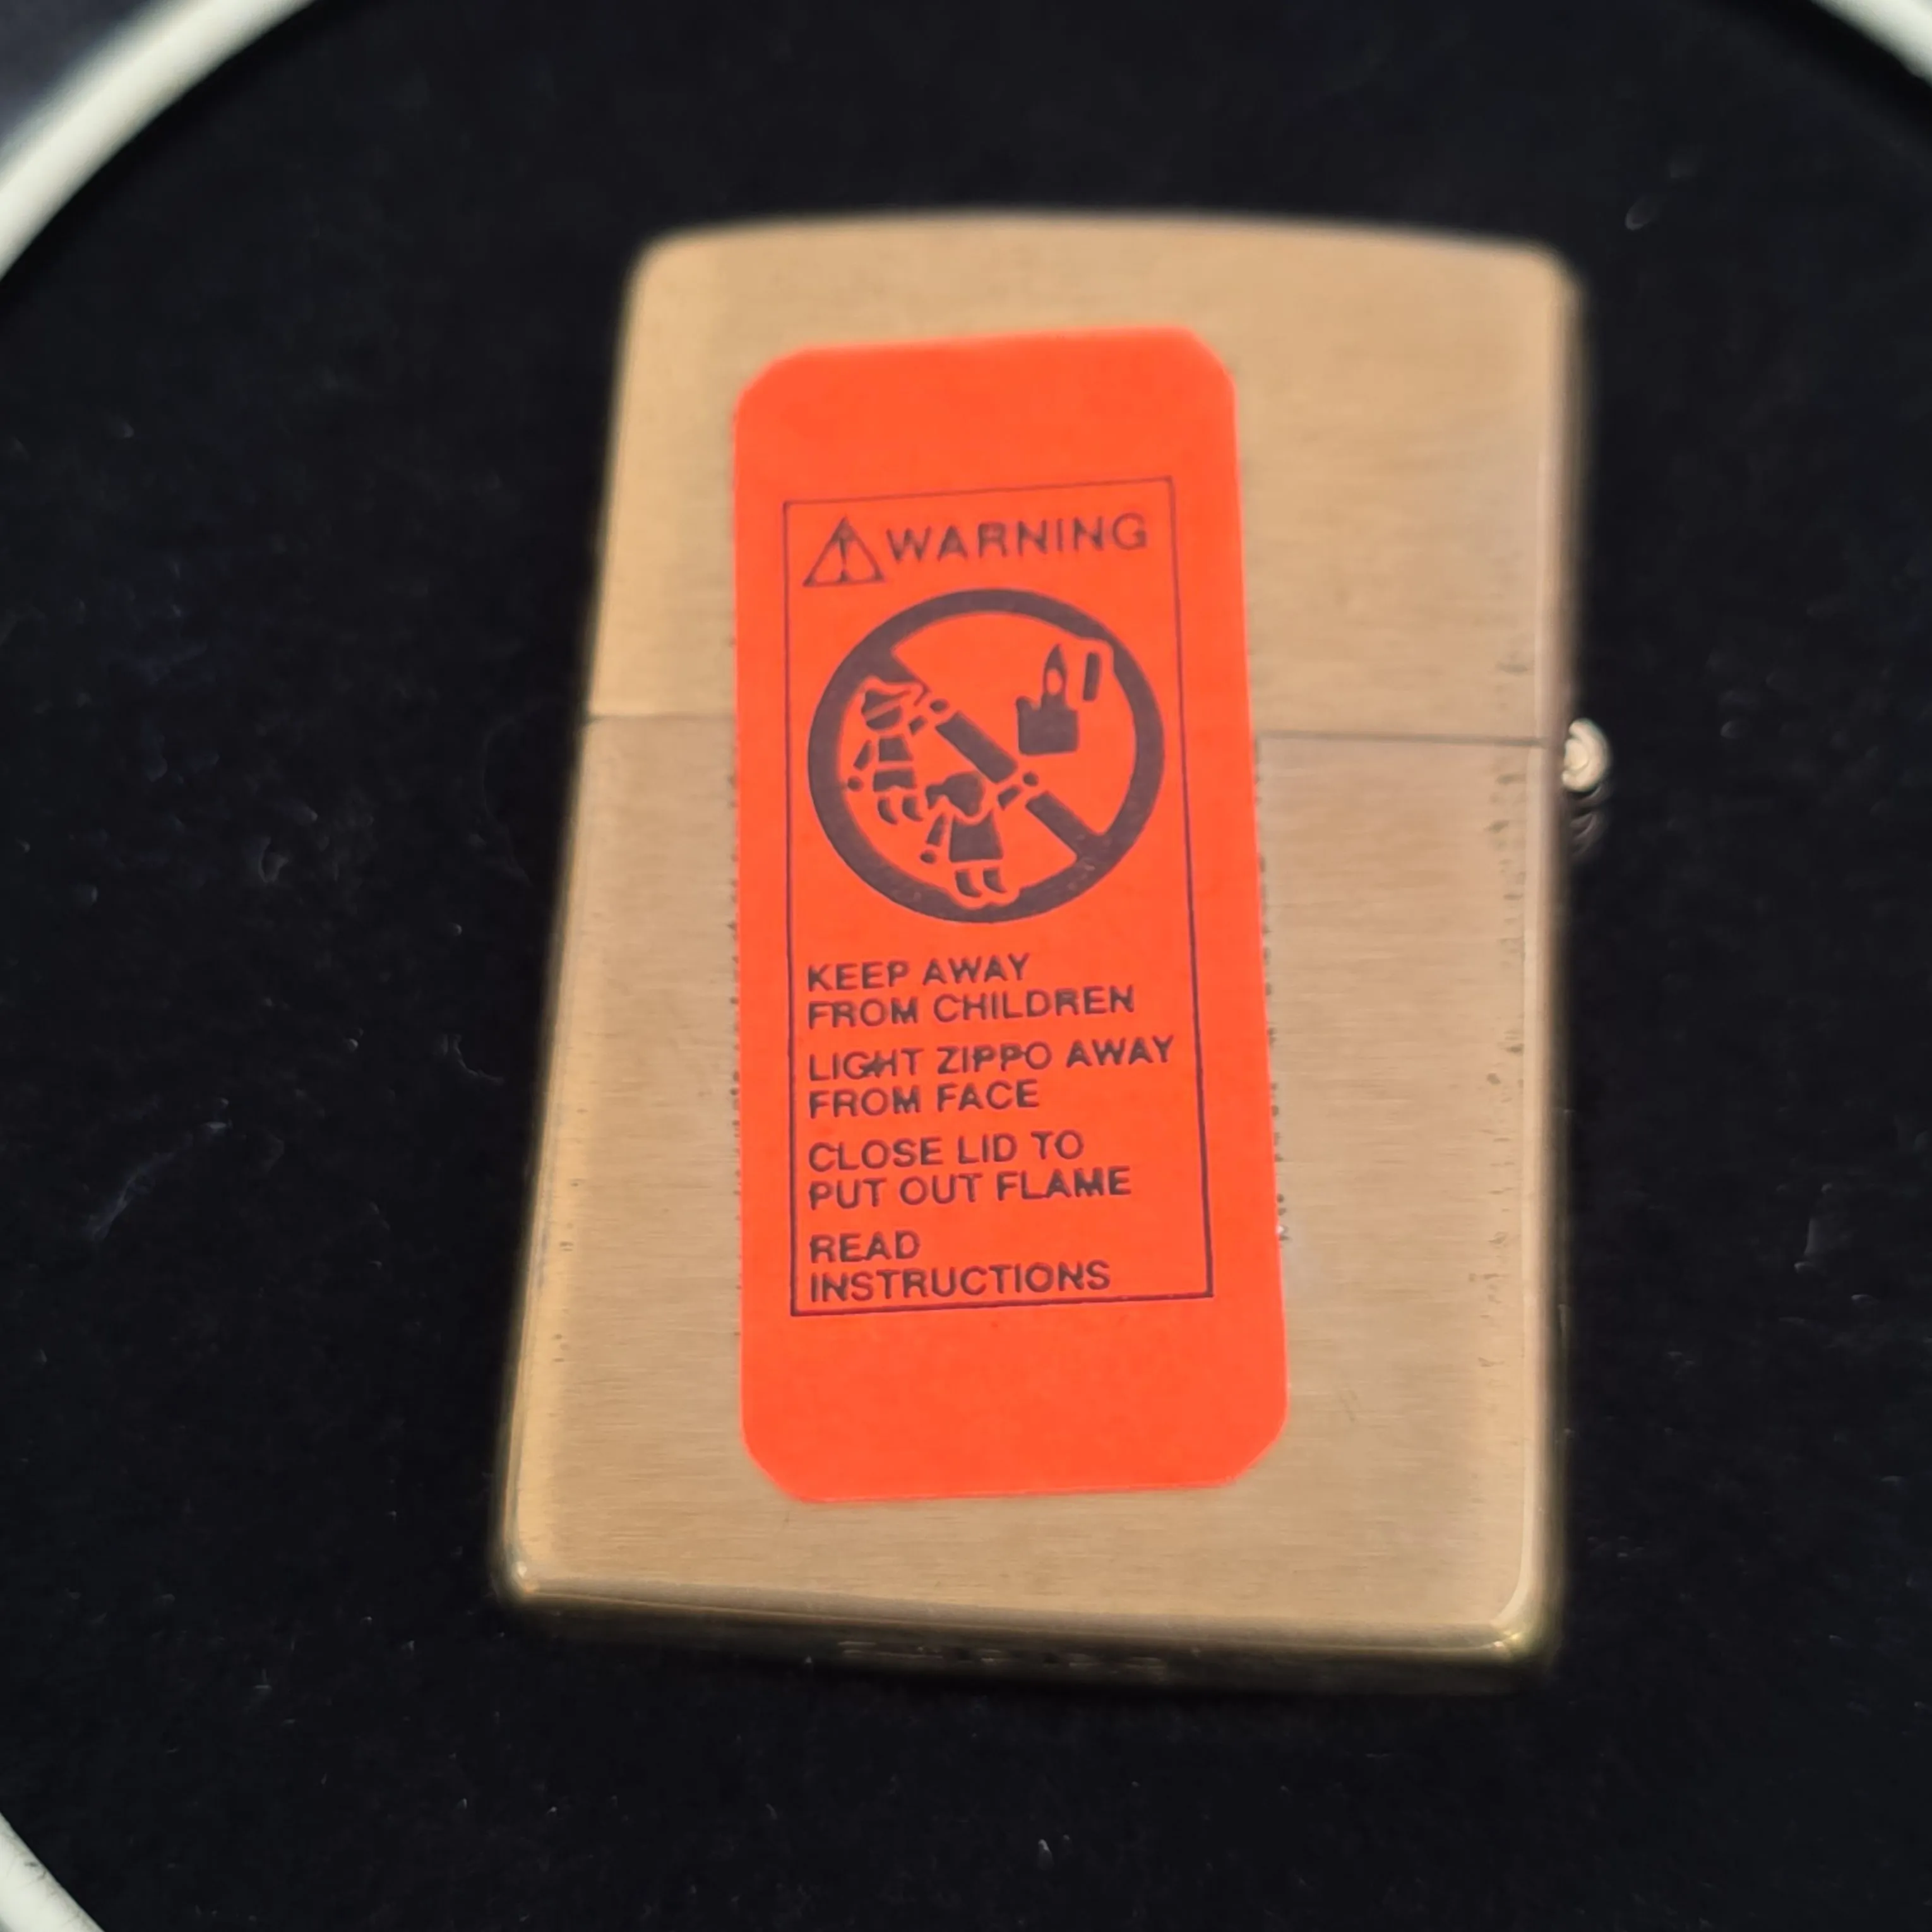 WARNING
KEEP AWAY
FROM CHILDREN
LIGHT ZIPPO AWAY
FROM FACE
CLOSE LID TO
PUT OUT FLAME
READ
INSTRUCTIONS